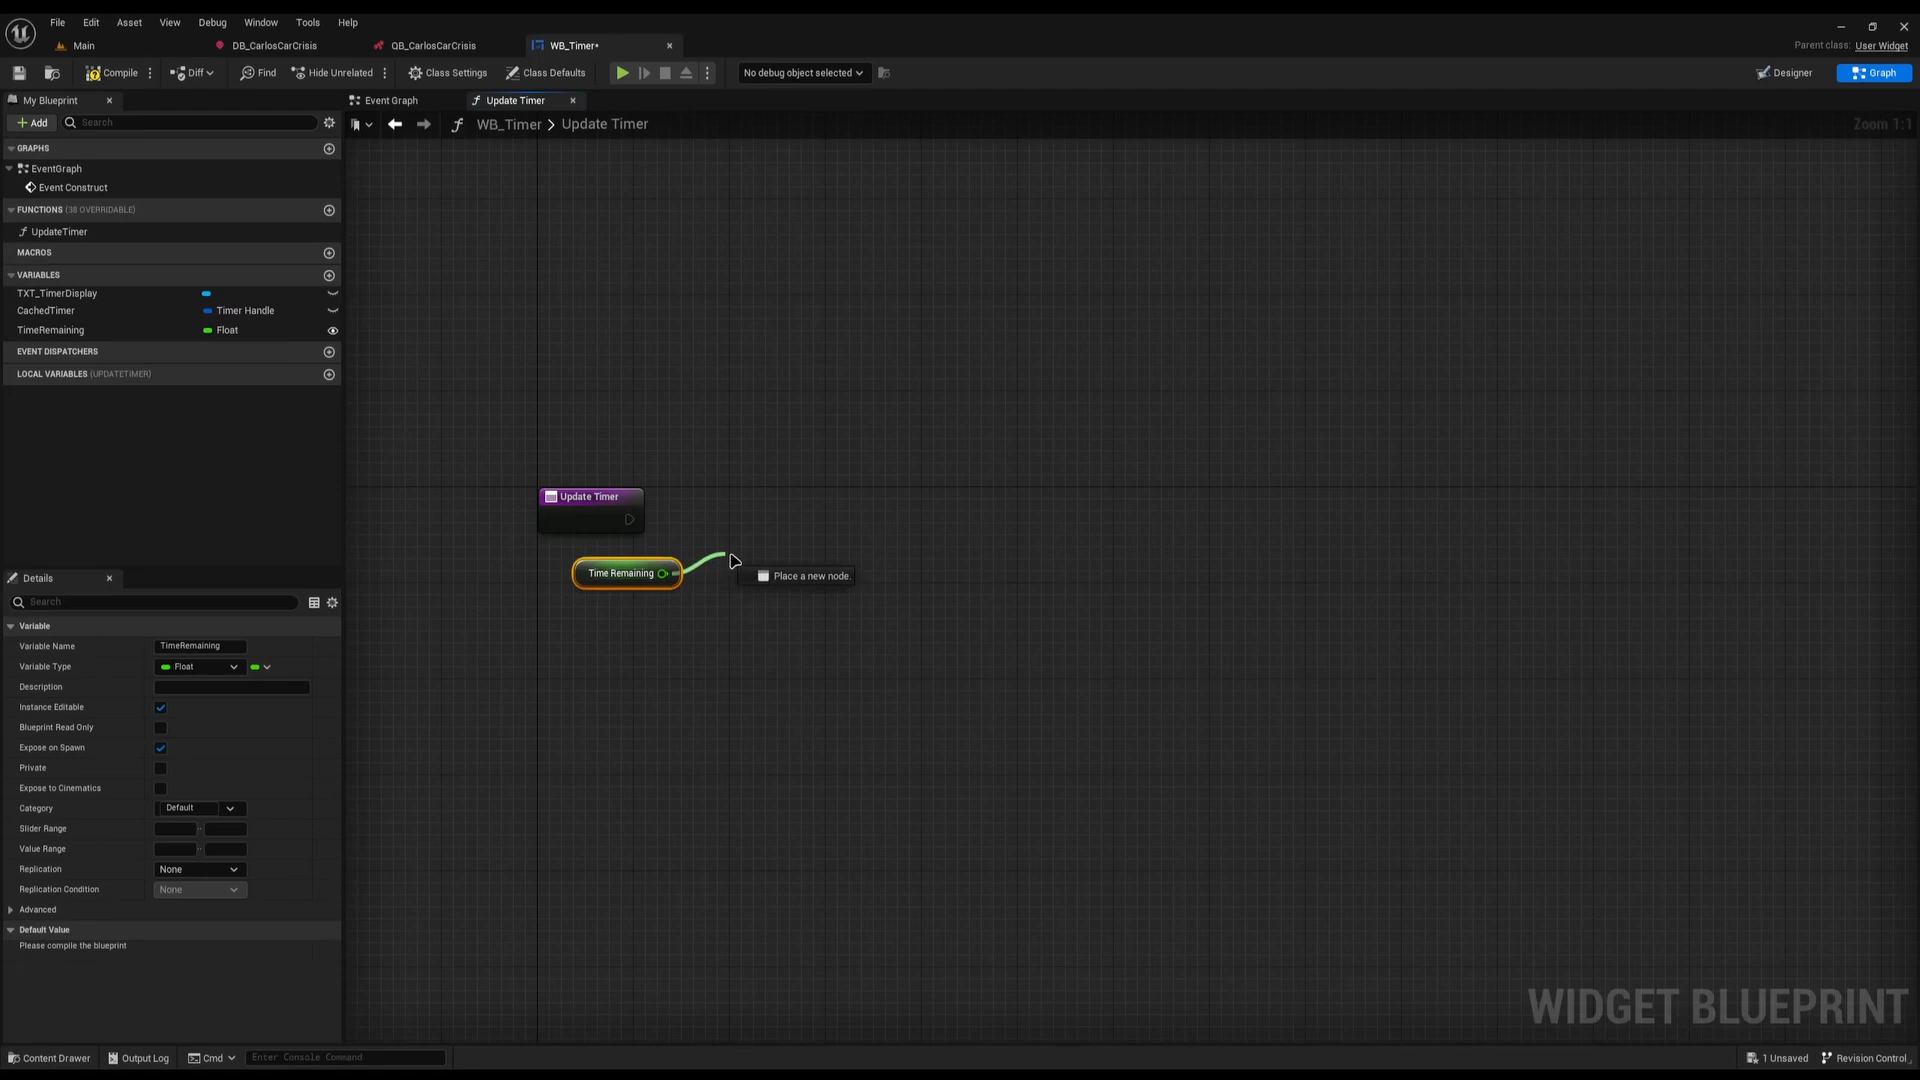 File Edit Asset View Debug Window Tools Help
Main DB_CarlosCarCrisis QB_CarlosCarCrisis WB_Timer*
Parent class: User Widget
Compile Diff Find Hide Unrelated Class Settings Class Defaults No debug object selected Designer Graph
My Blueprint Event Graph Update Timer
Add Search WB_Timer > Update Timer Zoom 1:1
GRAPHS
EventGraph
Event Construct
FUNCTIONS (38 OVERRIDABLE)
UpdateTimer
MACROS
VARIABLES
TXT_TimerDisplay
CachedTimer Timer Handle
TimeRemaining Float
EVENT DISPATCHERS
LOCAL VARIABLES (UPDATETIMER)
Update Timer
Time Remaining
Place a new node.
Details
Search
Variable
Variable Name TimeRemaining
Variable Type Float
Description
Instance Editable
Blueprint Read Only
Expose on Spawn
Private
Expose to Cinematics
Category Default
Slider Range
Value Range
Replication None
Replication Condition None
Advanced
Default Value
Please compile the blueprint
WIDGET BLUEPRINT
Content Drawer Output Log Cmd Enter Console Command 1 Unsaved Revision Control